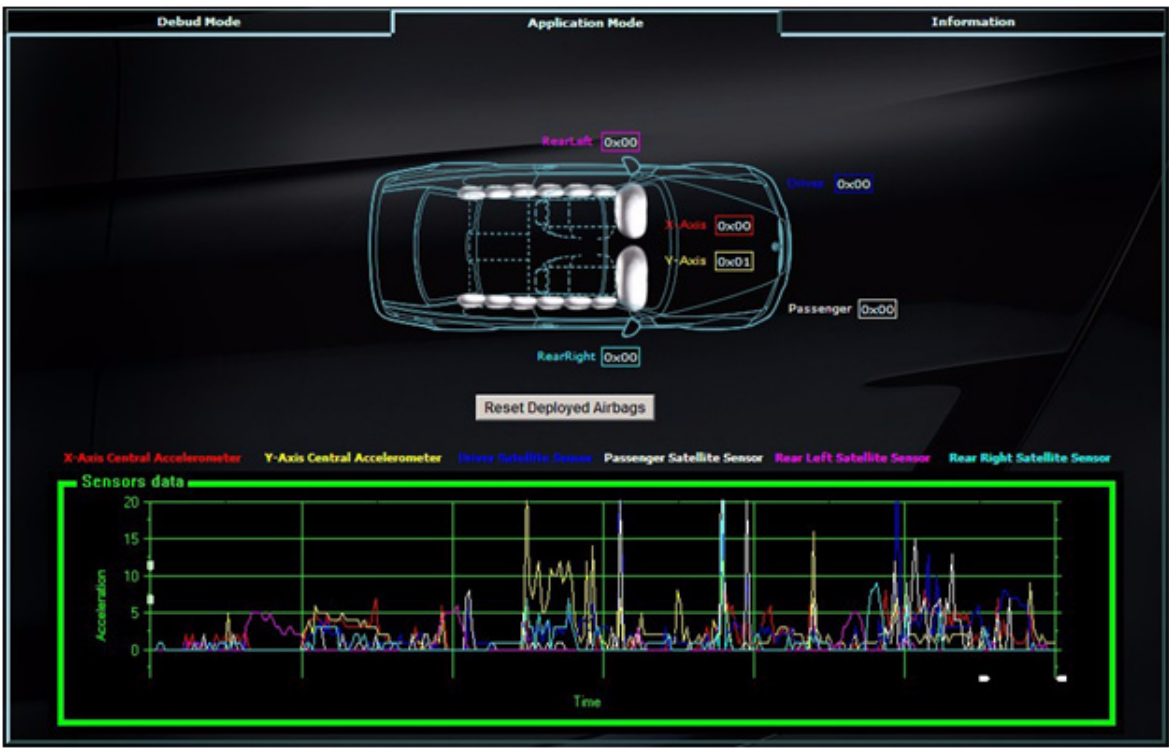 Debud Mode
Application Mode
Information
RearLeft 0x00
Driver 0x00
X-Axis 0x00
Y-Axis 0x01
Passenger 0x00
RearRight 0x00
Reset Deployed Airbags
X-Axis Central Accelerometer Y-Axis Central Accelerometer Driver Satellite Sensor Passenger Satellite Sensor Rear Left Satellite Sensor Rear Right Satellite Sensor
Sensors data
20
15
10
5
0
Acceleration
Time